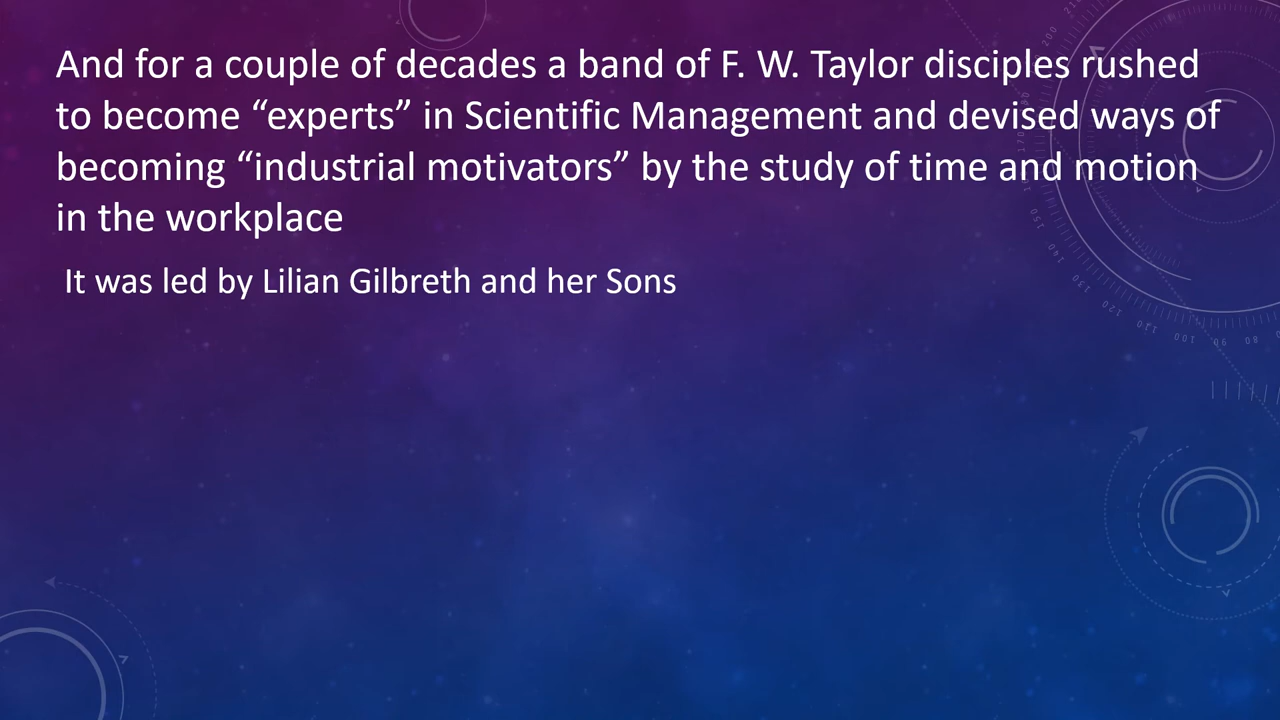 And for a couple of decades a band of F. W. Taylor disciples rushed
to become “experts” in Scientific Management and devised ways of
becoming “industrial motivators” by the study of time and motion
in the workplace
It was led by Lilian Gilbreth and her Sons